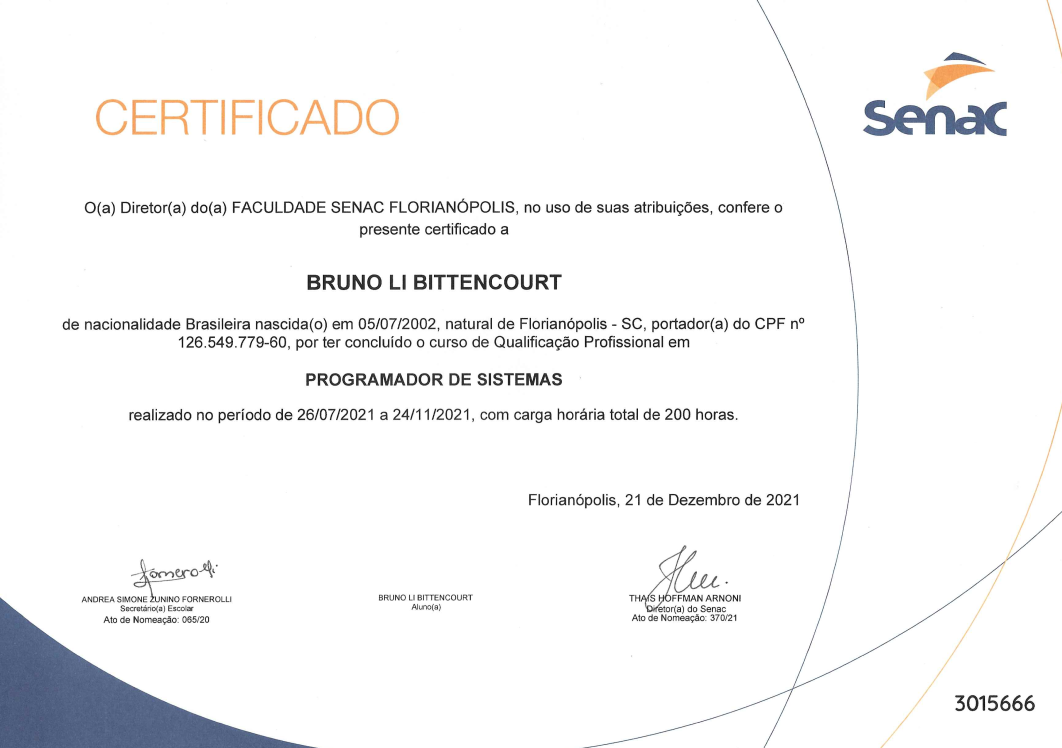 CERTIFICADO
Senac
O(a) Diretor(a) do(a) FACULDADE SENAC FLORIANÓPOLIS, no uso de suas atribuições, confere o
presente certificado a
BRUNO LI BITTENCOURT
de nacionalidade Brasileira nascida(o) em 05/07/2002, natural de Florianópolis - SC, portador(a) do CPF nº
126.549.779-60, por ter concluído o curso de Qualificação Profissional em
PROGRAMADOR DE SISTEMAS
realizado no período de 26/07/2021 a 24/11/2021, com carga horária total de 200 horas.
Florianópolis, 21 de Dezembro de 2021
ANDREA SIMONE ZUNINO FORNEROLLI
Secretário(a) Escolar
Ato de Nomeação: 065/20
BRUNO LI BITTENCOURT
Aluno(a)
THAÍS HOFFMAN ARNONI
Diretor(a) do Senac
Ato de Nomeação: 370/21
3015666